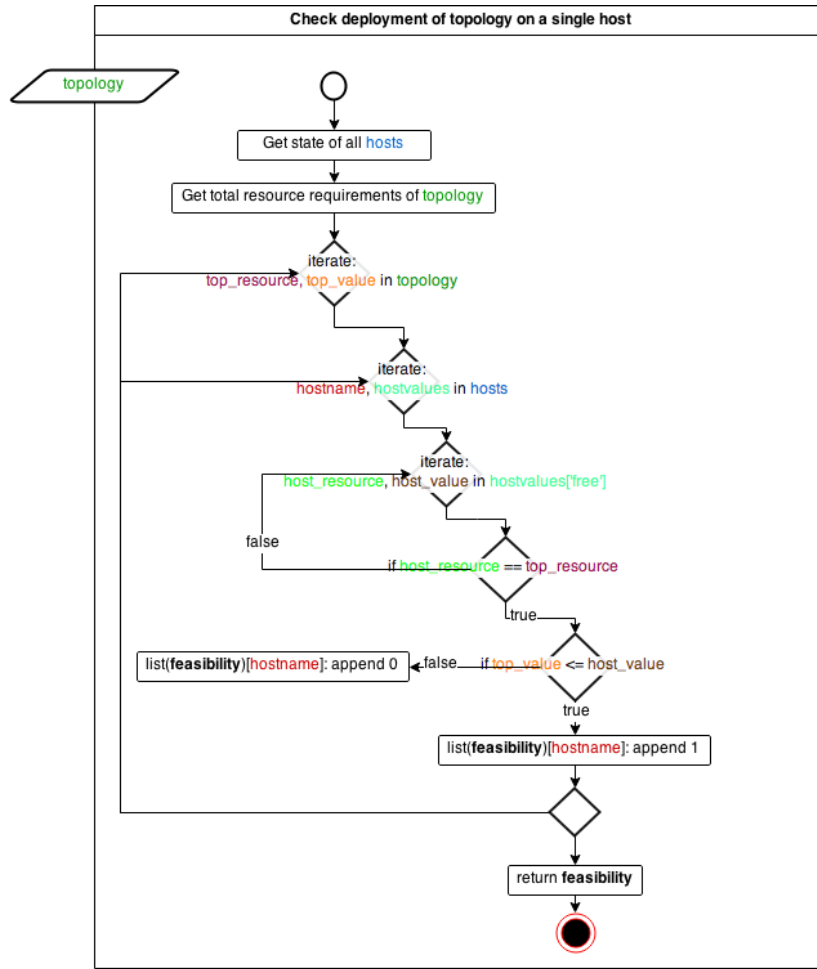 Check deployment of topology on a single host
topology
Get state of all hosts
Get total resource requirements of topology
iterate:
top_resource, top_value in topology
iterate:
hostname, hostvalues in hosts
iterate:
host_resource, host_value in hostvalues['free']
false
if host_resource == top_resource
true
list(feasibility)[hostname]: append 0
false
if top_value <= host_value
true
list(feasibility)[hostname]: append 1
return feasibility